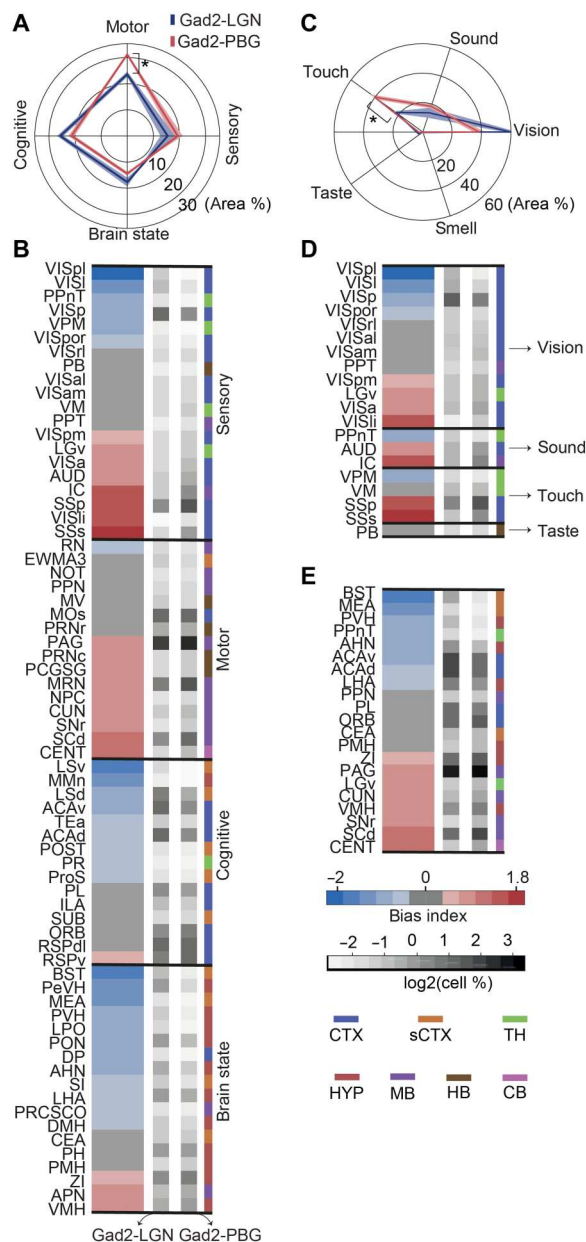 A
Gad2-LGN
Gad2-PBG
Motor
*
Cognitive
Sensory
10
20
30 (Area %)
Brain state
C
Sound
Touch
*
Vision
Taste
20
40
60 (Area %)
Smell
B
VISpl
VISl
PPnT
VISp
VPM
VISpor
VISrl
PB
VISal
VISam
VM
PPT
VISpm
LGv
VISa
AUD
IC
SSp
VISli
SSs
Sensory
RN
EWMA3
NOT
PPN
MV
MOs
PRNr
PAG
PRNc
PCGSG
MRN
NPC
CUN
SNr
SCd
CENT
Motor
LSv
MMn
LSd
ACAv
TEa
ACAd
POST
PR
ProS
PL
ILA
SUB
ORB
RSPdl
RSPv
Cognitive
BST
PeVH
MEA
PVH
LPO
PON
DP
AHN
SI
LHA
PRCSCO
DMH
CEA
PH
PMH
ZI
APN
VMH
Brain state
Gad2-LGN
Gad2-PBG
D
VISpl
VISl
VISp
VISpor
VISrl
VISal
VISam
PPT
VISpm
LGv
VISa
VISli
Vision
PPnT
AUD
IC
Sound
VPM
VM
SSp
SSs
Touch
PB
Taste
E
BST
MEA
PVH
PPnT
AHN
ACAv
ACAd
LHA
PPN
PL
ORB
CEA
PMH
ZI
PAG
LGv
CUN
VMH
SNr
SCd
CENT
−2 0 1.8
Bias index
−2 −1 0 1 2 3
log2(cell %)
CTX sCTX TH
HYP MB HB CB